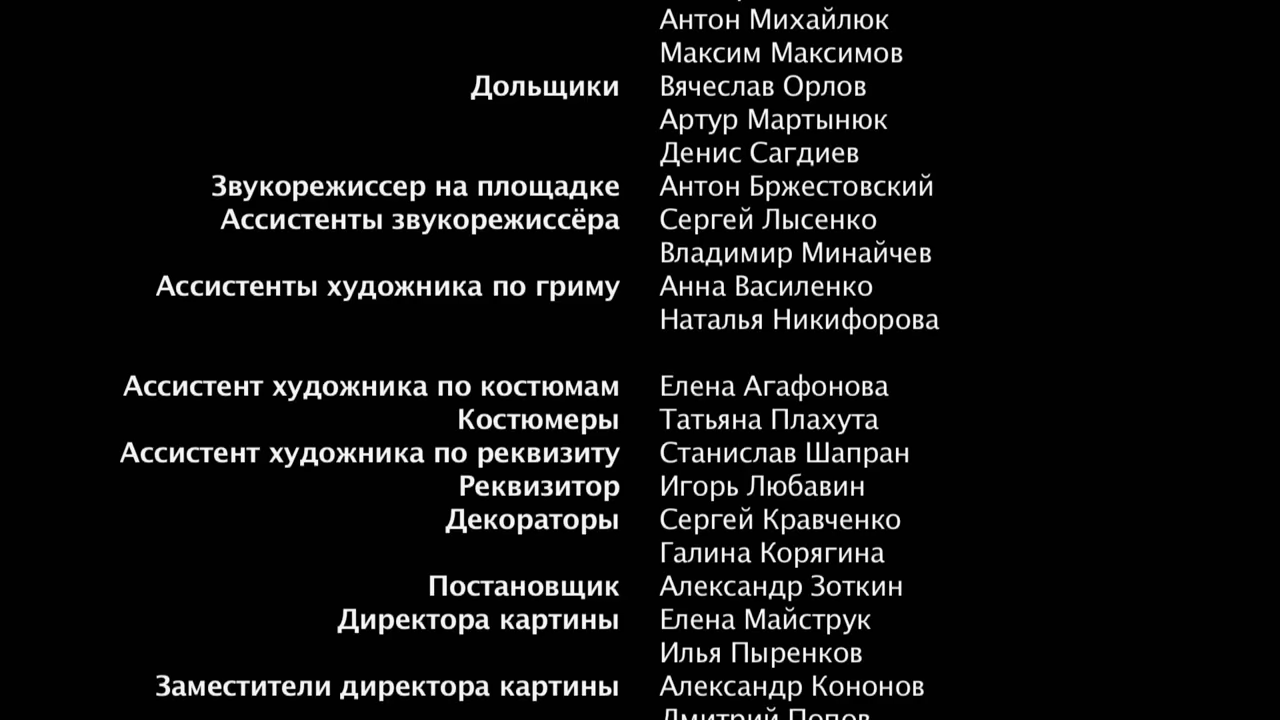 Антон Михайлюк
Максим Максимов
Дольщики Вячеслав Орлов
Артур Мартынюк
Денис Сагдиев
Звукорежиссер на площадке Антон Бржестовский
Ассистенты звукорежиссёра Сергей Лысенко
Владимир Минайчев
Ассистенты художника по гриму Анна Василенко
Наталья Никифорова
Ассистент художника по костюмам Елена Агафонова
Костюмеры Татьяна Плахута
Ассистент художника по реквизиту Станислав Шапран
Реквизитор Игорь Любавин
Декораторы Сергей Кравченко
Галина Корягина
Постановщик Александр Зоткин
Директора картины Елена Майструк
Илья Пыренков
Заместители директора картины Александр Кононов
Дмитрий Попов